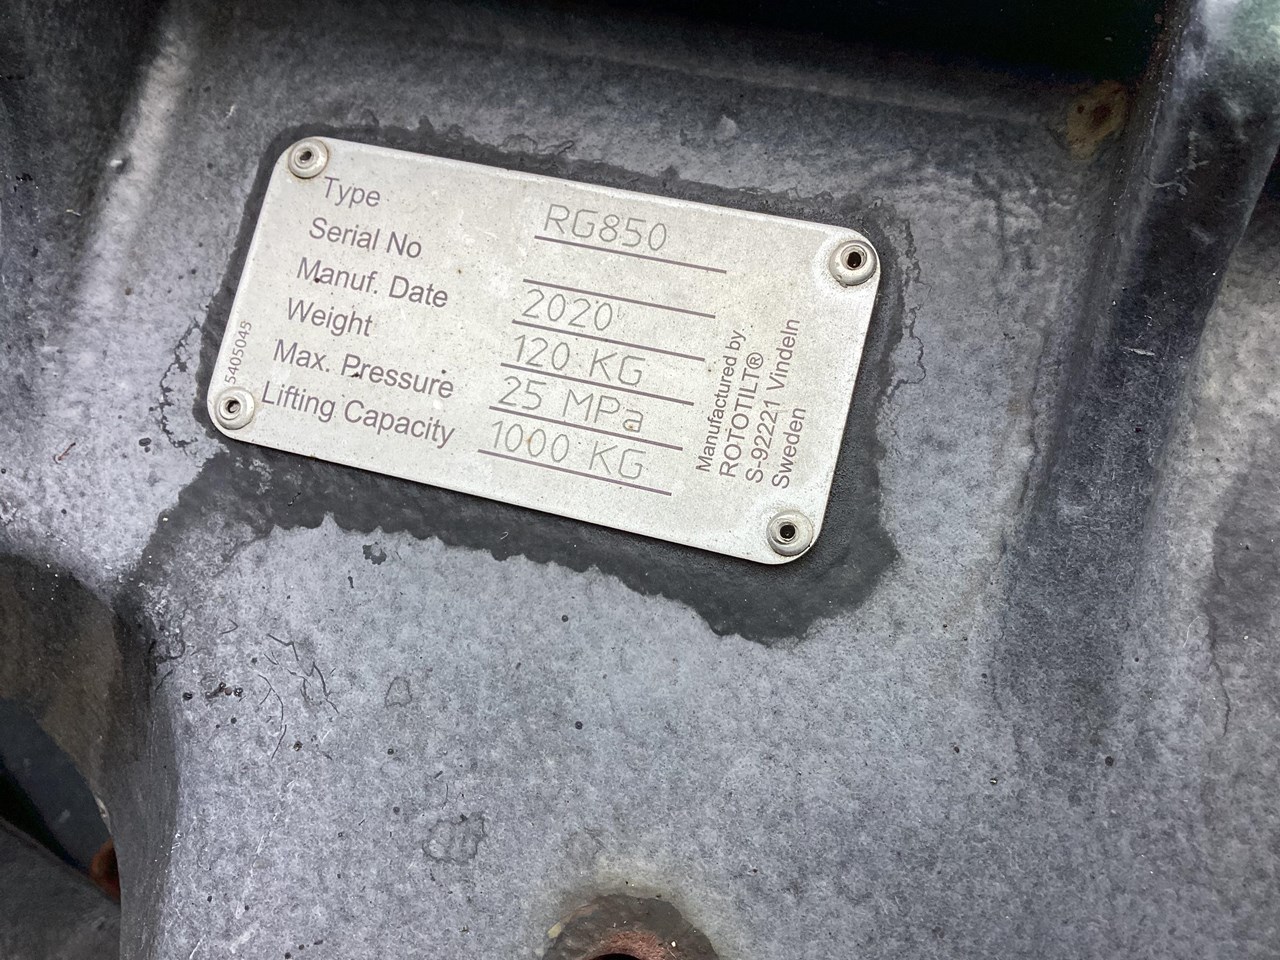 Type RG850
Serial No
Manuf. Date 2020
Weight 120 KG
Max. Pressure 25 MPa
Lifting Capacity 1000 KG
5405045
Manufactured by
ROTOTILT®
S-92221 Vindeln
Sweden